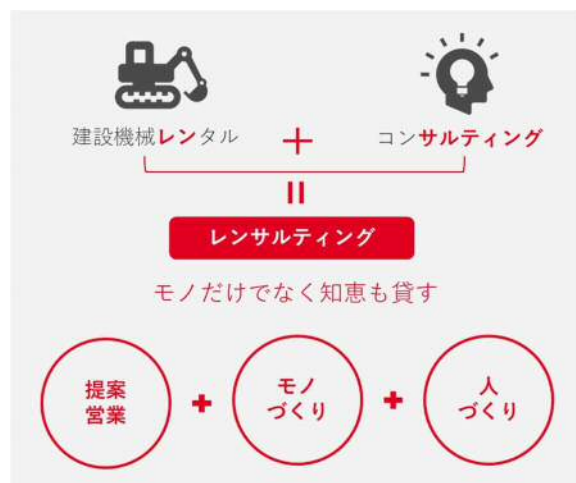 建設機械レンタル + コンサルティング
=
レンサルティング
モノだけでなく知恵も貸す
提案
営業
+
モノ
づくり
+
人
づくり